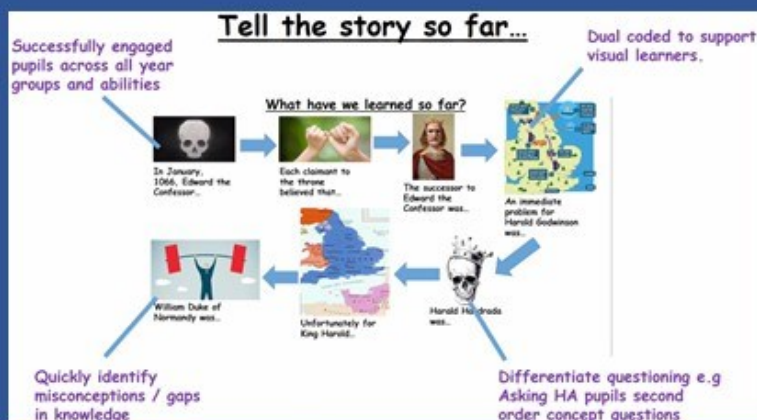 Tell the story so far...
Successfully engaged
pupils across all year
groups and abilities
Dual coded to support
visual learners.
What have we learned so far?
In January,
1066, Edward the
Confessor...
Each claimant to
the throne
believed that...
The successor to
Edward the
Confessor was...
An immediate
problem for
Harold Godwinson
was...
Harald
was...
Unfortunately for
King Harold...
William Duke of
Normandy was...
Quickly identify
misconceptions / gaps
in knowledge
Differentiate questioning e.g
Asking HA pupils second
order concept questions